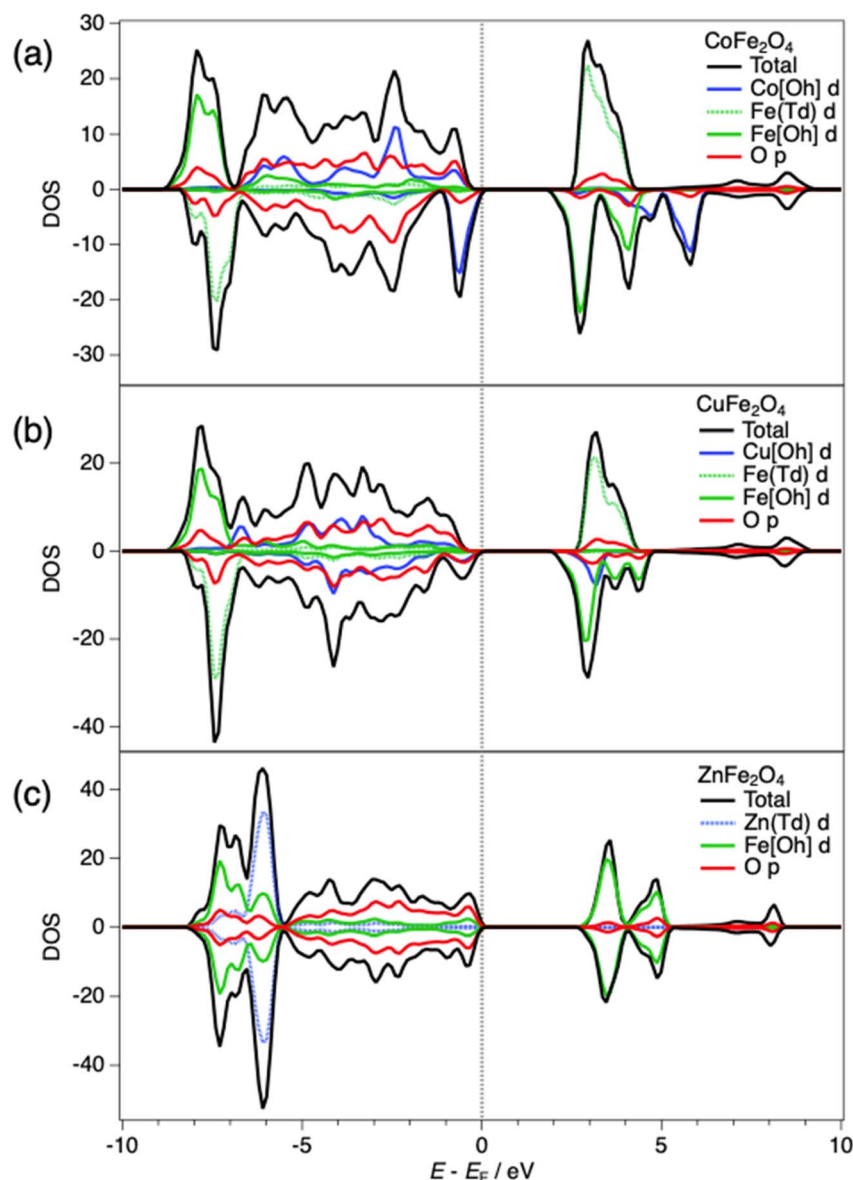 (a)
CoFe₂O₄
Total
Co[Oh] d
Fe(Td) d
Fe[Oh] d
O p
DOS
30
20
10
0
-10
-20
-30
(b)
CuFe₂O₄
Total
Cu[Oh] d
Fe(Td) d
Fe[Oh] d
O p
DOS
20
0
-20
-40
(c)
ZnFe₂O₄
Total
Zn(Td) d
Fe[Oh] d
O p
DOS
40
20
0
-20
-40
-10 -5 0 5 10
E - E_F / eV